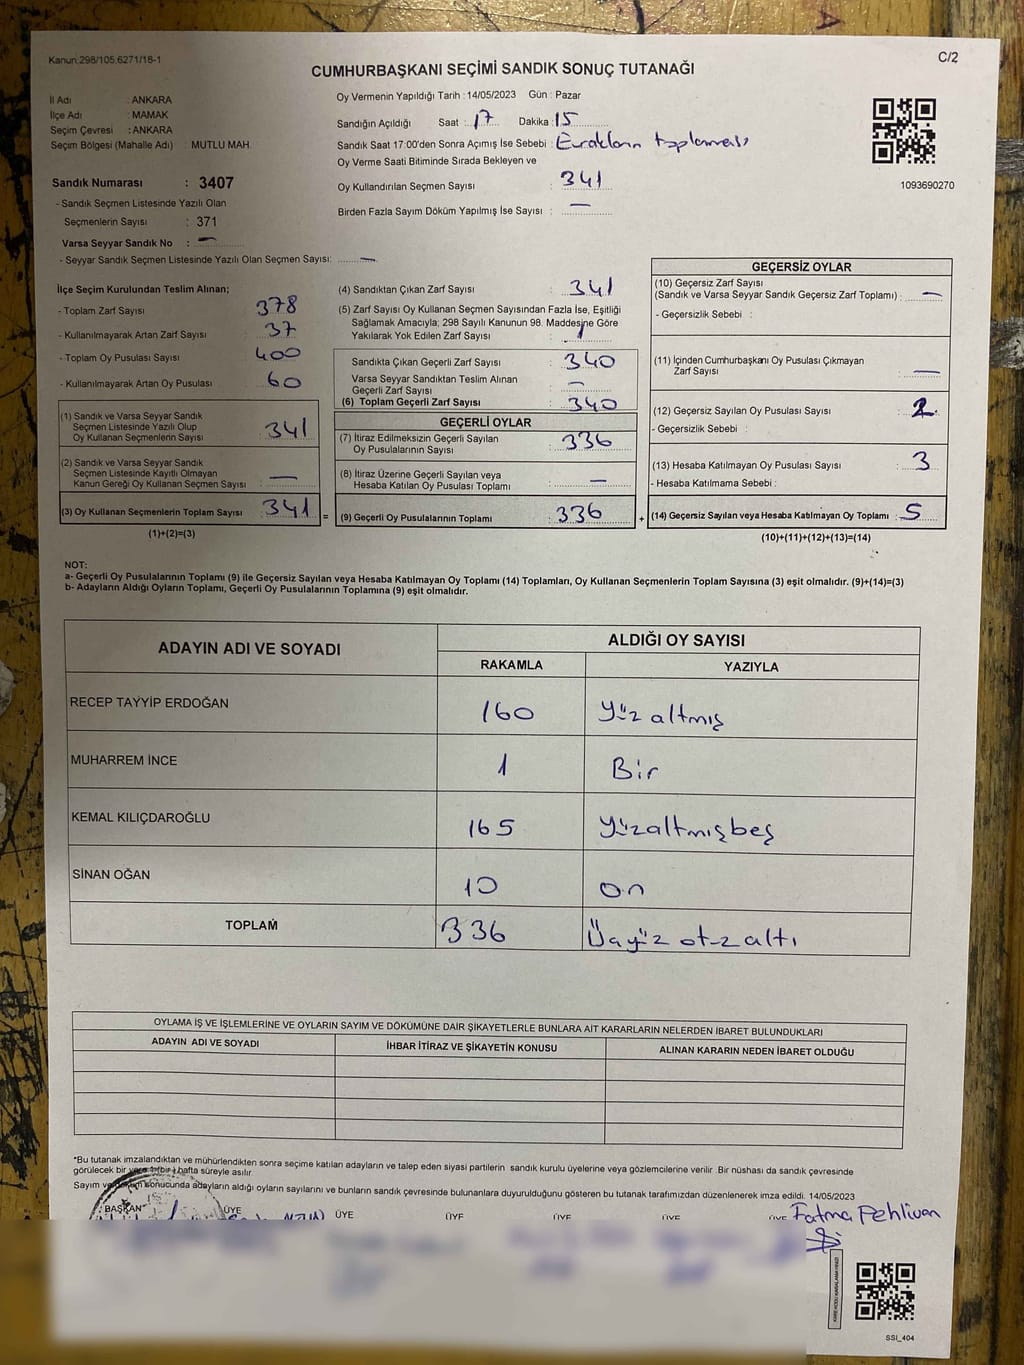 Kanun;298/105,6271/18-1
C/2
CUMHURBAŞKANI SEÇİMİ SANDIK SONUÇ TUTANAĞI
İl Adı : ANKARA
İlçe Adı : MAMAK
Seçim Çevresi : ANKARA
Seçim Bölgesi (Mahalle Adı) : MUTLU MAH.
Oy Vermenin Yapıldığı Tarih : 14/05/2023 Gün : Pazar
Sandığın Açıldığı Saat : 17 Dakika : 15
Sandık Saat 17:00'den Sonra Açımış İse Sebebi : Evrakların toplanması
Oy Verme Saati Bitiminde Sırada Bekleyen ve
Oy Kullandırılan Seçmen Sayısı : 341
Birden Fazla Sayım Döküm Yapılmış İse Sayısı : —
1093690270
Sandık Numarası : 3407
- Sandık Seçmen Listesinde Yazılı Olan
Seçmenlerin Sayısı : 371
Varsa Seyyar Sandık No : —
- Seyyar Sandık Seçmen Listesinde Yazılı Olan Seçmen Sayısı: —
İlçe Seçim Kurulundan Teslim Alınan;
- Toplam Zarf Sayısı : 378
- Kullanılmayarak Artan Zarf Sayısı : 37
- Toplam Oy Pusulası Sayısı : 400
- Kullanılmayarak Artan Oy Pusulası : 60
(1) Sandık ve Varsa Seyyar Sandık
Seçmen Listesinde Yazılı Olup
Oy Kullanan Seçmenlerin Sayısı : 341
(2) Sandık ve Varsa Seyyar Sandık
Seçmen Listesinde Kayıtlı Olmayan
Kanun Gereği Oy Kullanan Seçmen Sayısı : —
(3) Oy Kullanan Seçmenlerin Toplam Sayısı : 341 =
(1)+(2)=(3)
(4) Sandıktan Çıkan Zarf Sayısı : 341
(5) Zarf Sayısı Oy Kullanan Seçmen Sayısından Fazla İse, Eşitliği
Sağlamak Amacıyla; 298 Sayılı Kanunun 98. Maddesine Göre
Yakılarak Yok Edilen Zarf Sayısı : 1
Sandıkta Çıkan Geçerli Zarf Sayısı : 340
Varsa Seyyar Sandıktan Teslim Alınan
Geçerli Zarf Sayısı : —
(6) Toplam Geçerli Zarf Sayısı : 340
GEÇERLİ OYLAR
(7) İtiraz Edilmeksizin Geçerli Sayılan
Oy Pusulalarının Sayısı : 336
(8) İtiraz Üzerine Geçerli Sayılan veya
Hesaba Katılan Oy Pusulası Toplamı : —
(9) Geçerli Oy Pusulalarının Toplamı : 336 +
GEÇERSİZ OYLAR
(10) Geçersiz Zarf Sayısı
(Sandık ve Varsa Seyyar Sandık Geçersiz Zarf Toplamı) : —
- Geçersizlik Sebebi :
(11) İçinden Cumhurbaşkanı Oy Pusulası Çıkmayan
Zarf Sayısı : —
(12) Geçersiz Sayılan Oy Pusulası Sayısı : 2
- Geçersizlik Sebebi :
(13) Hesaba Katılmayan Oy Pusulası Sayısı : 3
- Hesaba Katılmama Sebebi :
(14) Geçersiz Sayılan veya Hesaba Katılmayan Oy Toplamı : 5
(10)+(11)+(12)+(13)=(14)
NOT:
a- Geçerli Oy Pusulalarının Toplamı (9) ile Geçersiz Sayılan veya Hesaba Katılmayan Oy Toplamı (14) Toplamları, Oy Kullanan Seçmenlerin Toplam Sayısına (3) eşit olmalıdır. (9)+(14)=(3)
b- Adayların Aldığı Oyların Toplamı, Geçerli Oy Pusulalarının Toplamına (9) eşit olmalıdır.
ADAYIN ADI VE SOYADI
ALDIĞI OY SAYISI
RAKAMLA YAZIYLA
RECEP TAYYİP ERDOĞAN 160 Yüz altmış
MUHARREM İNCE 1 Bir
KEMAL KILIÇDAROĞLU 165 Yüzaltmışbeş
SİNAN OĞAN 10 on
TOPLAM 336 Üçyüz otuz altı
OYLAMA İŞ VE İŞLEMLERİNE VE OYLARIN SAYIM VE DÖKÜMÜNE DAİR ŞİKAYETLERLE BUNLARA AİT KARARLARIN NELERDEN İBARET BULUNDUKLARI
ADAYIN ADI VE SOYADI İHBAR İTİRAZ VE ŞİKAYETİN KONUSU ALINAN KARARIN NEDEN İBARET OLDUĞU
*Bu tutanak imzalandıktan ve mühürlendikten sonra seçime katılan adayların ve talep eden siyasi partilerin sandık kurulu üyelerine veya gözlemcilerine verilir. Bir nüshası da sandık çevresinde
görülecek bir yere 1 (bir) hafta süreyle asılır.
Sayım ve döküm sonucunda adayların aldığı oyların sayılarını ve bunların sandık çevresinde bulunanlara duyurulduğunu gösteren bu tutanak tarafımızdan düzenlenerek imza edildi. 14/05/2023
BAŞKAN ÜYE ÜYE ÜYE ÜYE ÜYE ÜYE
Fatma Pehlivan
SSI_404